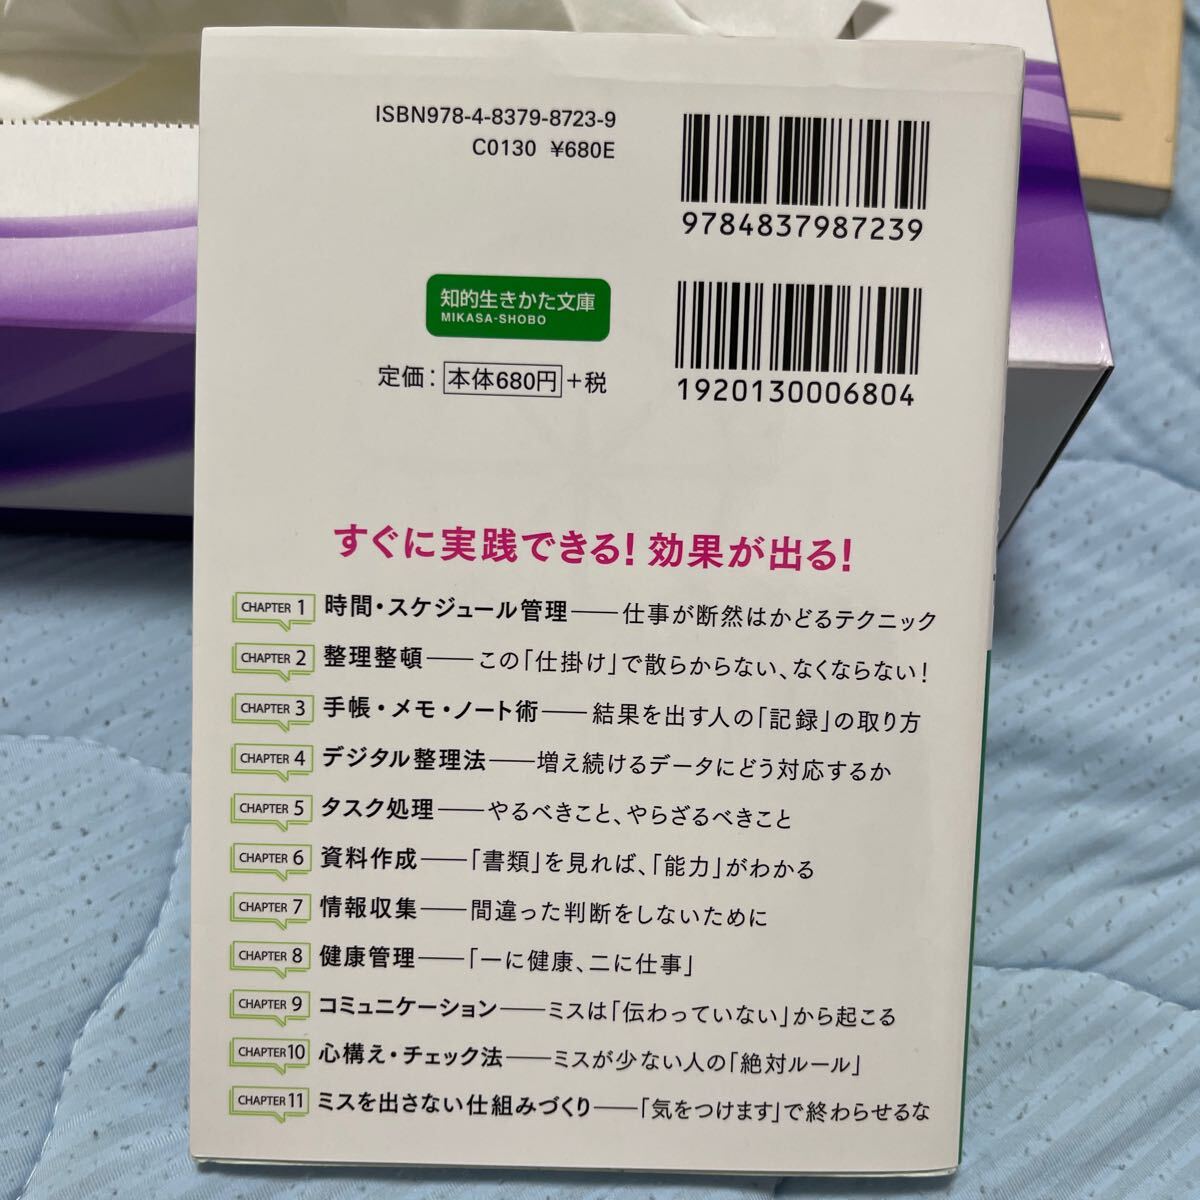 ISBN978-4-8379-8723-9
C0130 ¥680E
9784837987239
知的生きかた文庫
MIKASA-SHOBO
定価：本体680円+税
1920130006804
すぐに実践できる！効果が出る！
CHAPTER 1 時間・スケジュール管理──仕事が断然はかどるテクニック
CHAPTER 2 整理整頓──この「仕掛け」で散らからない、なくならない！
CHAPTER 3 手帳・メモ・ノート術──結果を出す人の「記録」の取り方
CHAPTER 4 デジタル整理法──増え続けるデータにどう対応するか
CHAPTER 5 タスク処理──やるべきこと、やらざるべきこと
CHAPTER 6 資料作成──「書類」を見れば、「能力」がわかる
CHAPTER 7 情報収集──間違った判断をしないために
CHAPTER 8 健康管理──「一に健康、二に仕事」
CHAPTER 9 コミュニケーション──ミスは「伝わっていない」から起こる
CHAPTER 10 心構え・チェック法──ミスが少ない人の「絶対ルール」
CHAPTER 11 ミスを出さない仕組みづくり──「気をつけます」で終わらせるな